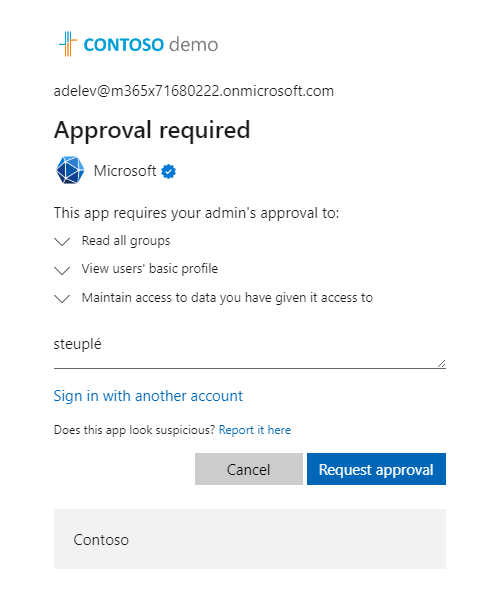 CONTOSO demo
adelev@m365x71680222.onmicrosoft.com
Approval required
Microsoft
This app requires your admin's approval to:
Read all groups
View users' basic profile
Maintain access to data you have given it access to
steuplé
Sign in with another account
Does this app look suspicious? Report it here
Cancel Request approval
Contoso